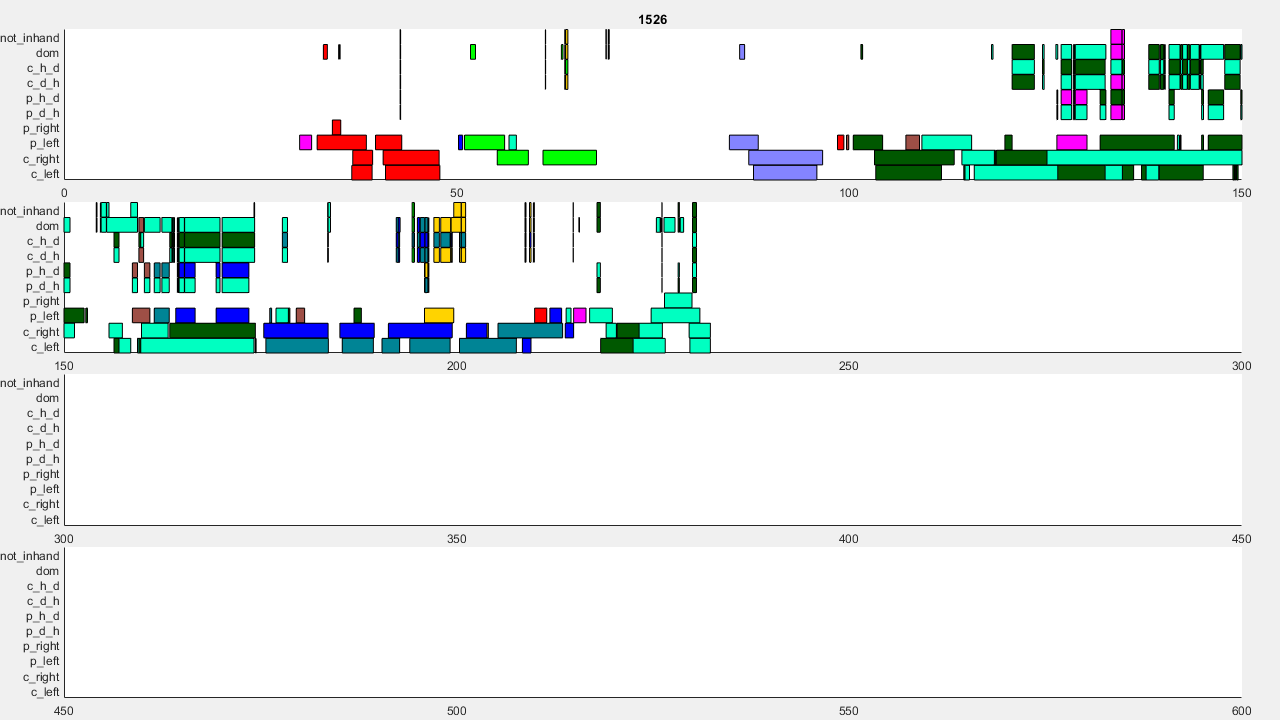 1526
not_inhand
dom
c_h_d
c_d_h
p_h_d
p_d_h
p_right
p_left
c_right
c_left
0 50 100 150
not_inhand
dom
c_h_d
c_d_h
p_h_d
p_d_h
p_right
p_left
c_right
c_left
150 200 250 300
not_inhand
dom
c_h_d
c_d_h
p_h_d
p_d_h
p_right
p_left
c_right
c_left
300 350 400 450
not_inhand
dom
c_h_d
c_d_h
p_h_d
p_d_h
p_right
p_left
c_right
c_left
450 500 550 600